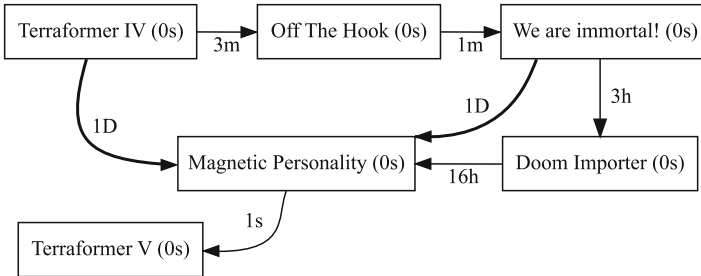 Terraformer IV (0s)
3m
Off The Hook (0s)
1m
We are immortal! (0s)
1D
1D
3h
Magnetic Personality (0s)
16h
Doom Importer (0s)
1s
Terraformer V (0s)